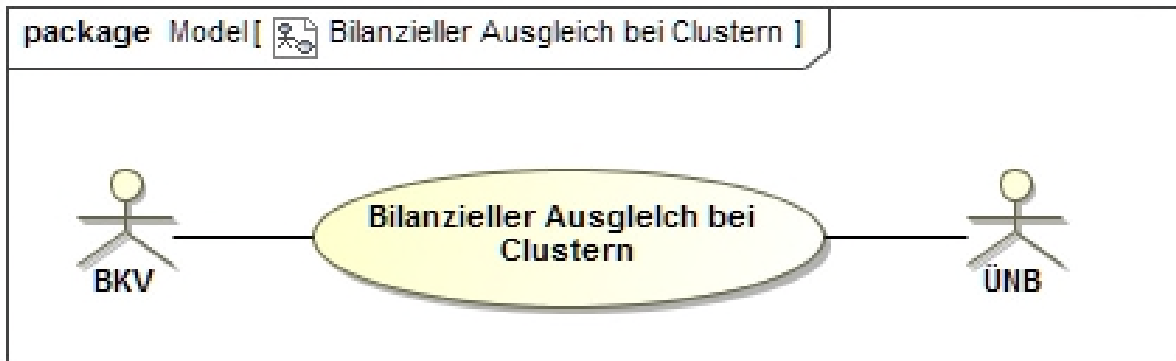 package Model[ Bilanzieller Ausgleich bei Clustern ]
Bilanzieller Ausgleich bei
Clustern
BKV
ÜNB